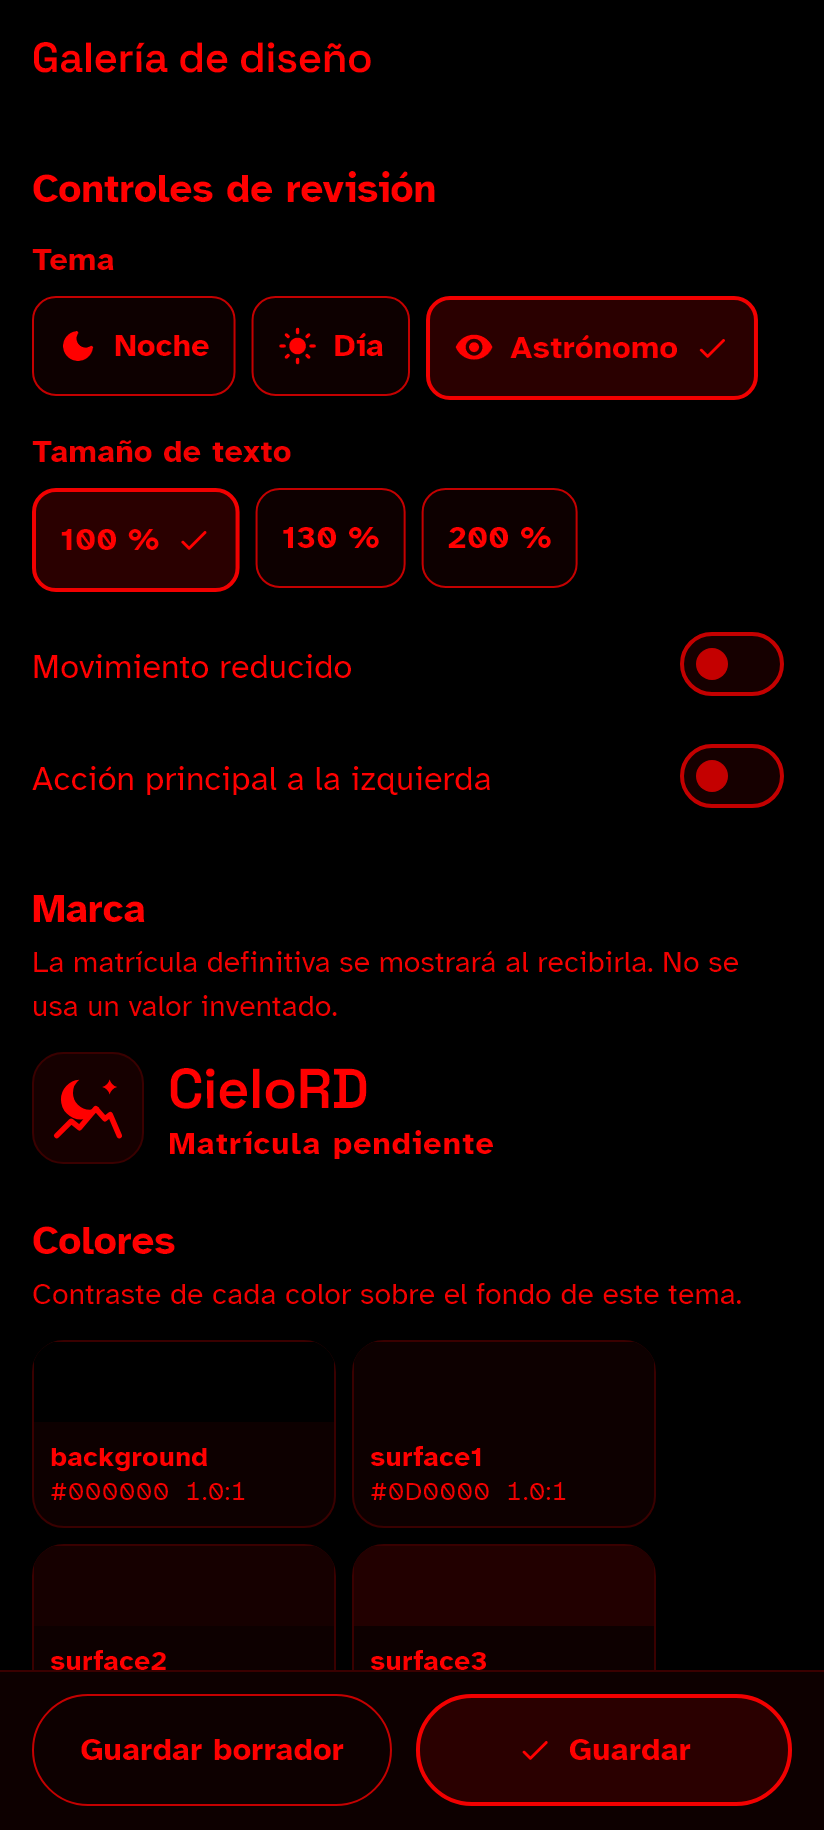 Galería de diseño
Controles de revisión
Tema
Noche
Día
Astrónomo
Tamaño de texto
100 %
130 %
200 %
Movimiento reducido
Acción principal a la izquierda
Marca
La matrícula definitiva se mostrará al recibirla. No se
usa un valor inventado.
CieloRD
Matrícula pendiente
Colores
Contraste de cada color sobre el fondo de este tema.
background
#000000 1.0:1
surface1
#0D0000 1.0:1
surface2
surface3
Guardar borrador
Guardar